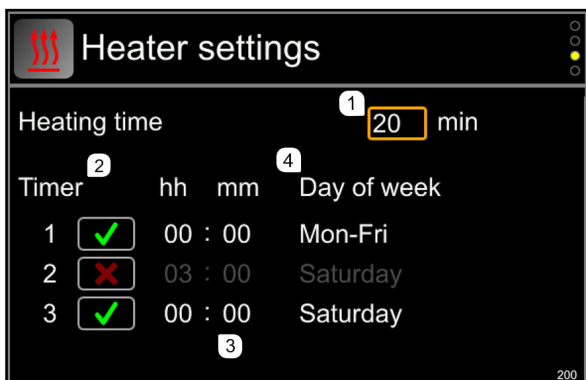 Heater settings
Heating time 1 20 min
2 4
Timer hh mm Day of week
1 00 : 00 Mon-Fri
2 03 : 00 Saturday
3 00 : 00 Saturday
3
200